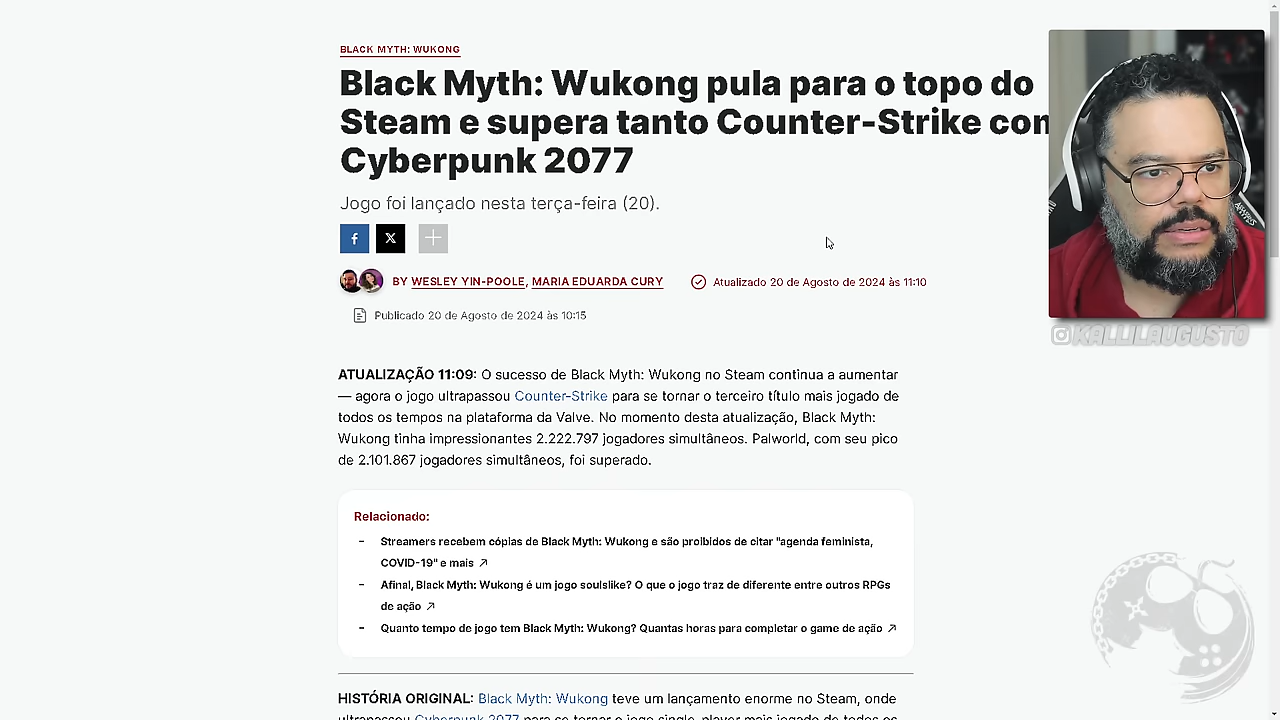 BLACK MYTH: WUKONG
Black Myth: Wukong pula para o topo do
Steam e supera tanto Counter-Strike
Cyberpunk 2077
Jogo foi lançado nesta terça-feira (20).
BY WESLEY YIN-POOLE, MARIA EDUARDA CURY Atualizado 20 de Agosto de 2024 às 11:10
Publicado 20 de Agosto de 2024 às 10:15
ATUALIZAÇÃO 11:09: O sucesso de Black Myth: Wukong no Steam continua a aumentar
— agora o jogo ultrapassou Counter-Strike para se tornar o terceiro título mais jogado de
todos os tempos na plataforma da Valve. No momento desta atualização, Black Myth:
Wukong tinha impressionantes 2.222.797 jogadores simultâneos. Palworld, com seu pico
de 2.101.867 jogadores simultâneos, foi superado.
Relacionado:
- Streamers recebem cópias de Black Myth: Wukong e são proibidos de citar "agenda feminista,
COVID-19" e mais ↗
- Afinal, Black Myth: Wukong é um jogo soulslike? O que o jogo traz de diferente entre outros RPGs
de ação ↗
- Quanto tempo de jogo tem Black Myth: Wukong? Quantas horas para completar o game de ação ↗
HISTÓRIA ORIGINAL: Black Myth: Wukong teve um lançamento enorme no Steam, onde
ultrapassou Cyberpunk 2077 para se tornar o jogo single-player mais jogado de todos os
KALLILAUGUSTO